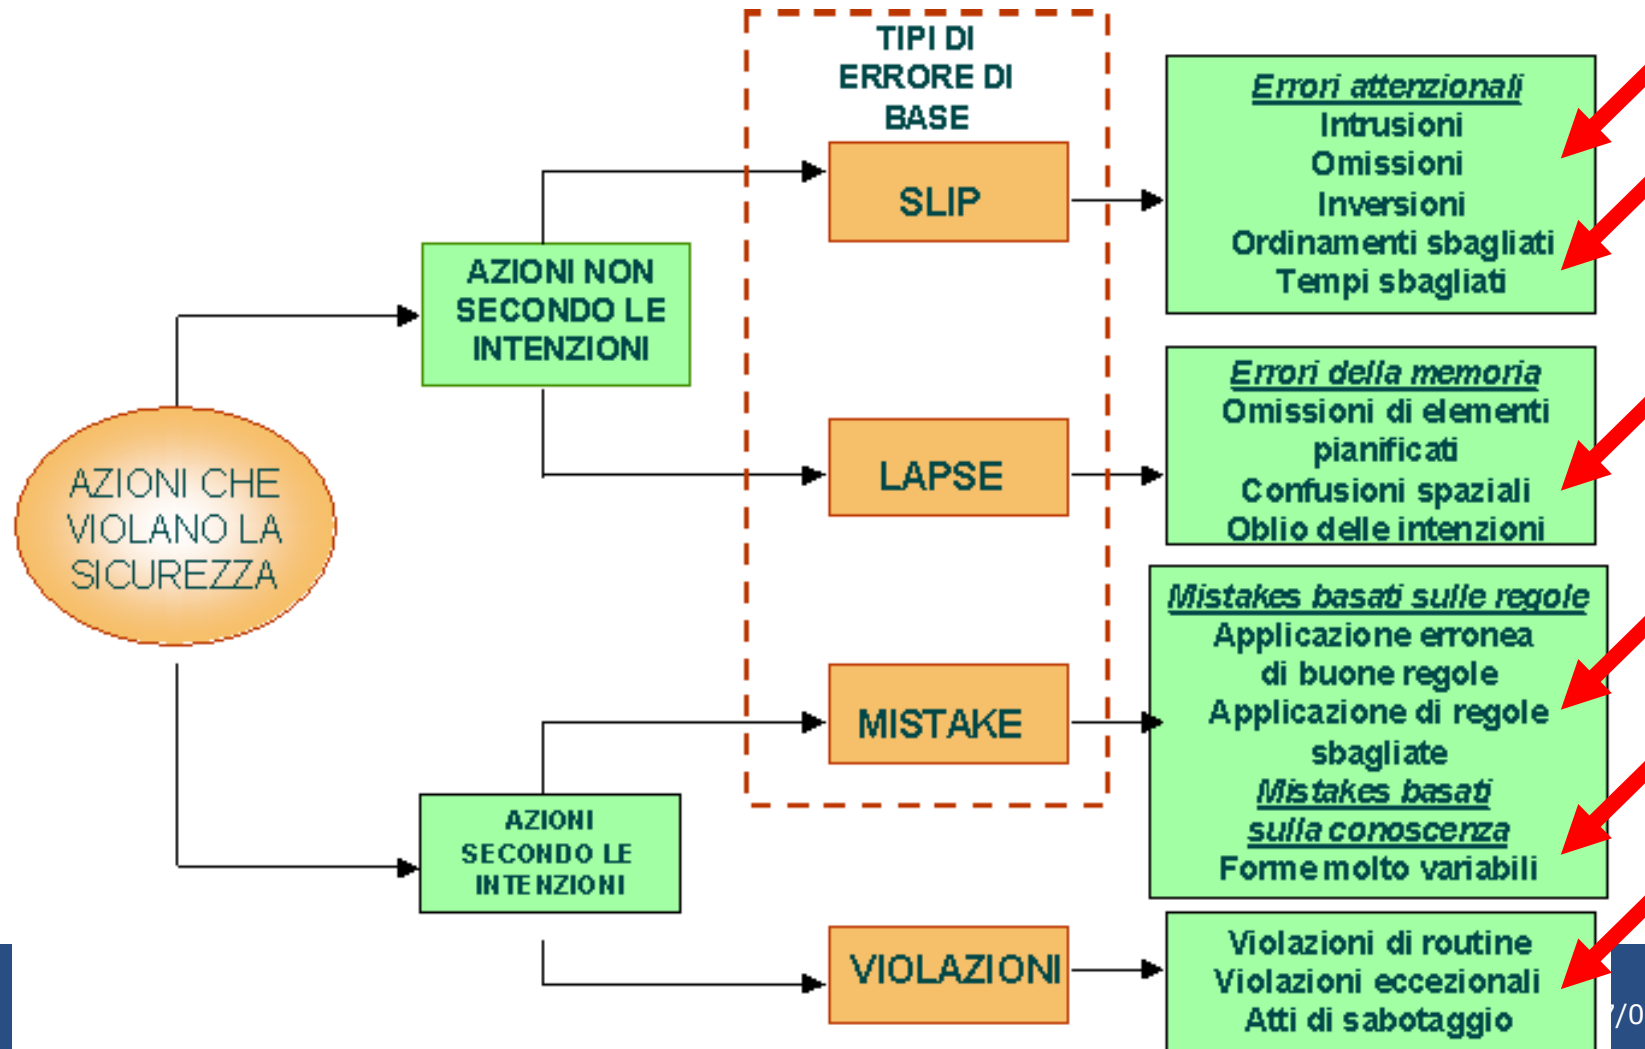 TIPI DI
ERRORE DI
BASE
SLIP
Errori attenzionali
Intrusioni
Omissioni
Inversioni
Ordinamenti sbagliati
Tempi sbagliati
AZIONI NON
SECONDO LE
INTENZIONI
LAPSE
Errori della memoria
Omissioni di elementi
pianificati
Confusioni spaziali
Oblio delle intenzioni
AZIONI CHE
VIOLANO LA
SICUREZZA
MISTAKE
Mistakes basati sulle regole
Applicazione erronea
di buone regole
Applicazione di regole
sbagliate
Mistakes basati
sulla conoscenza
Forme molto variabili
AZIONI
SECONDO LE
INTENZIONI
VIOLAZIONI
Violazioni di routine
Violazioni eccezionali
Atti di sabotaggio